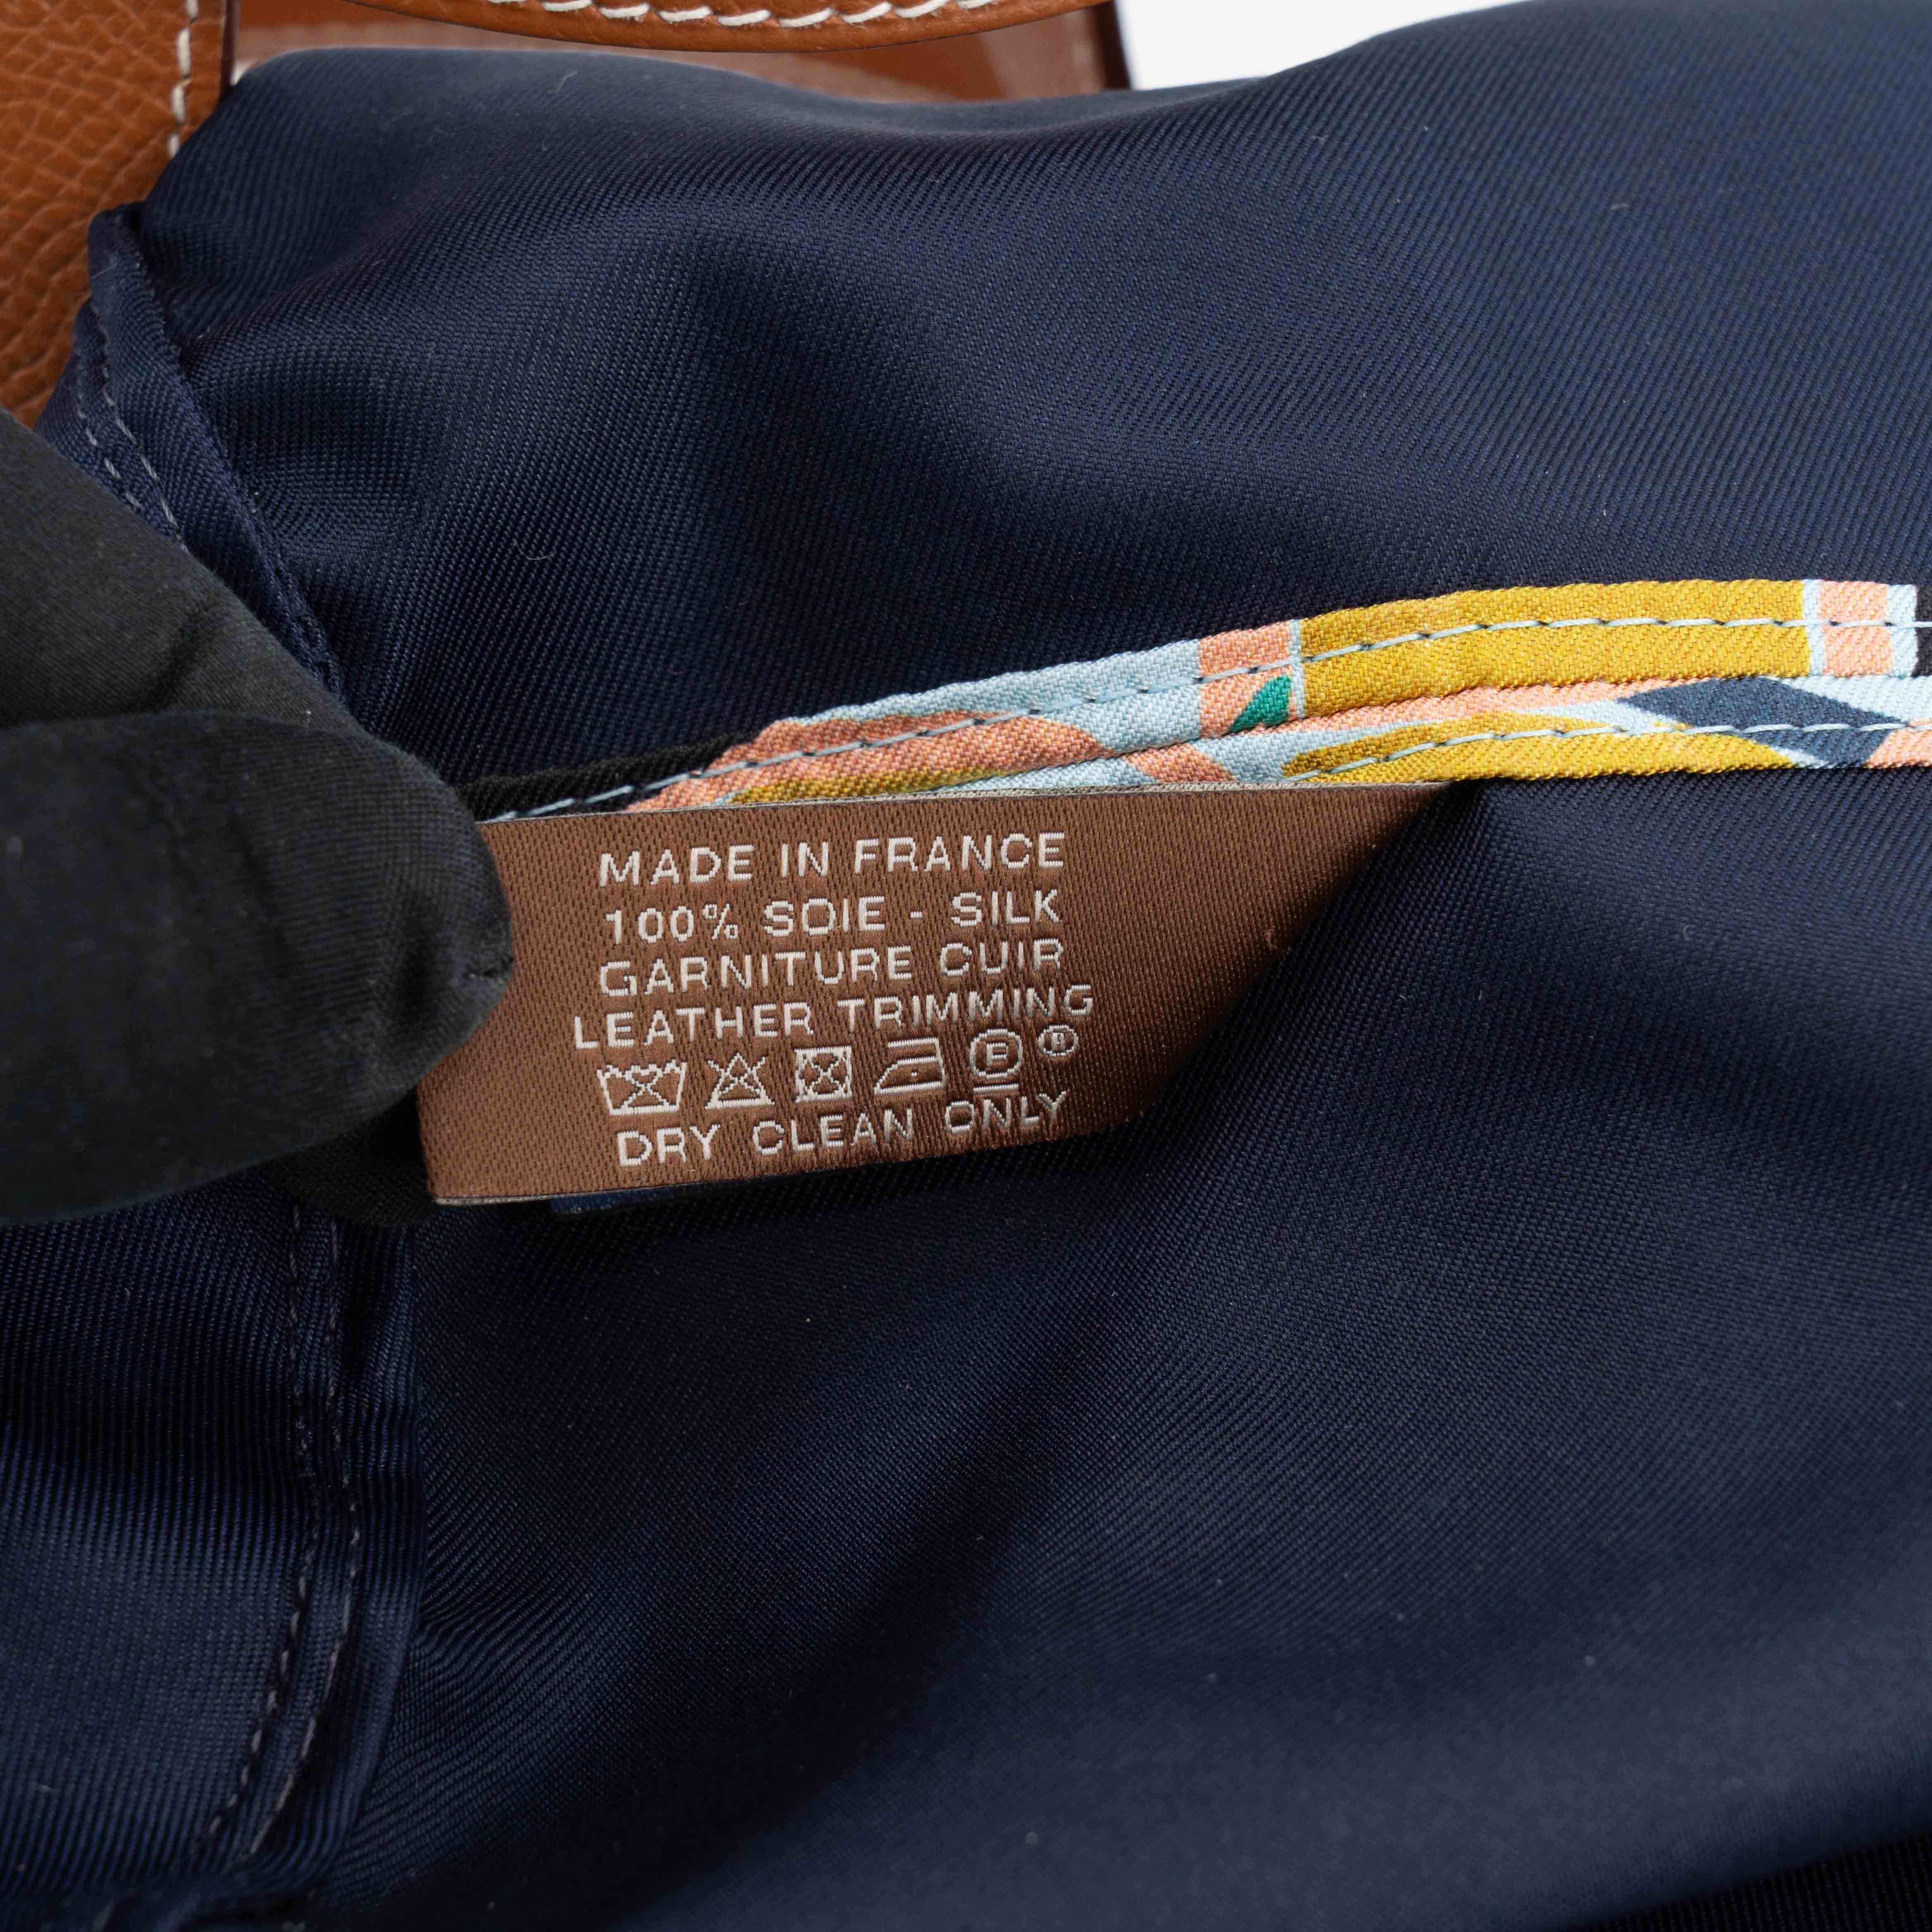 MADE IN FRANCE
100% SOIE - SILK
GARNITURE CUIR
LEATHER TRIMMING
DRY CLEAN ONLY